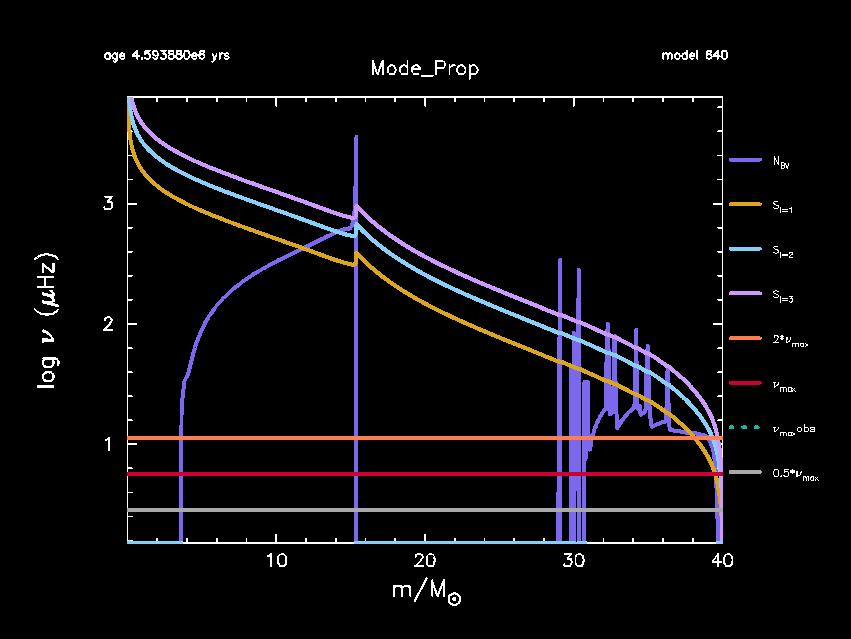 age 4.593880e6 yrs
model 640
Mode_Prop
log ν (μHz)
3
2
1
10
20
30
40
m/M⊙
N_BV
S_l=1
S_l=2
S_l=3
2*ν_max
ν_max
ν_max obs
0.5*ν_max